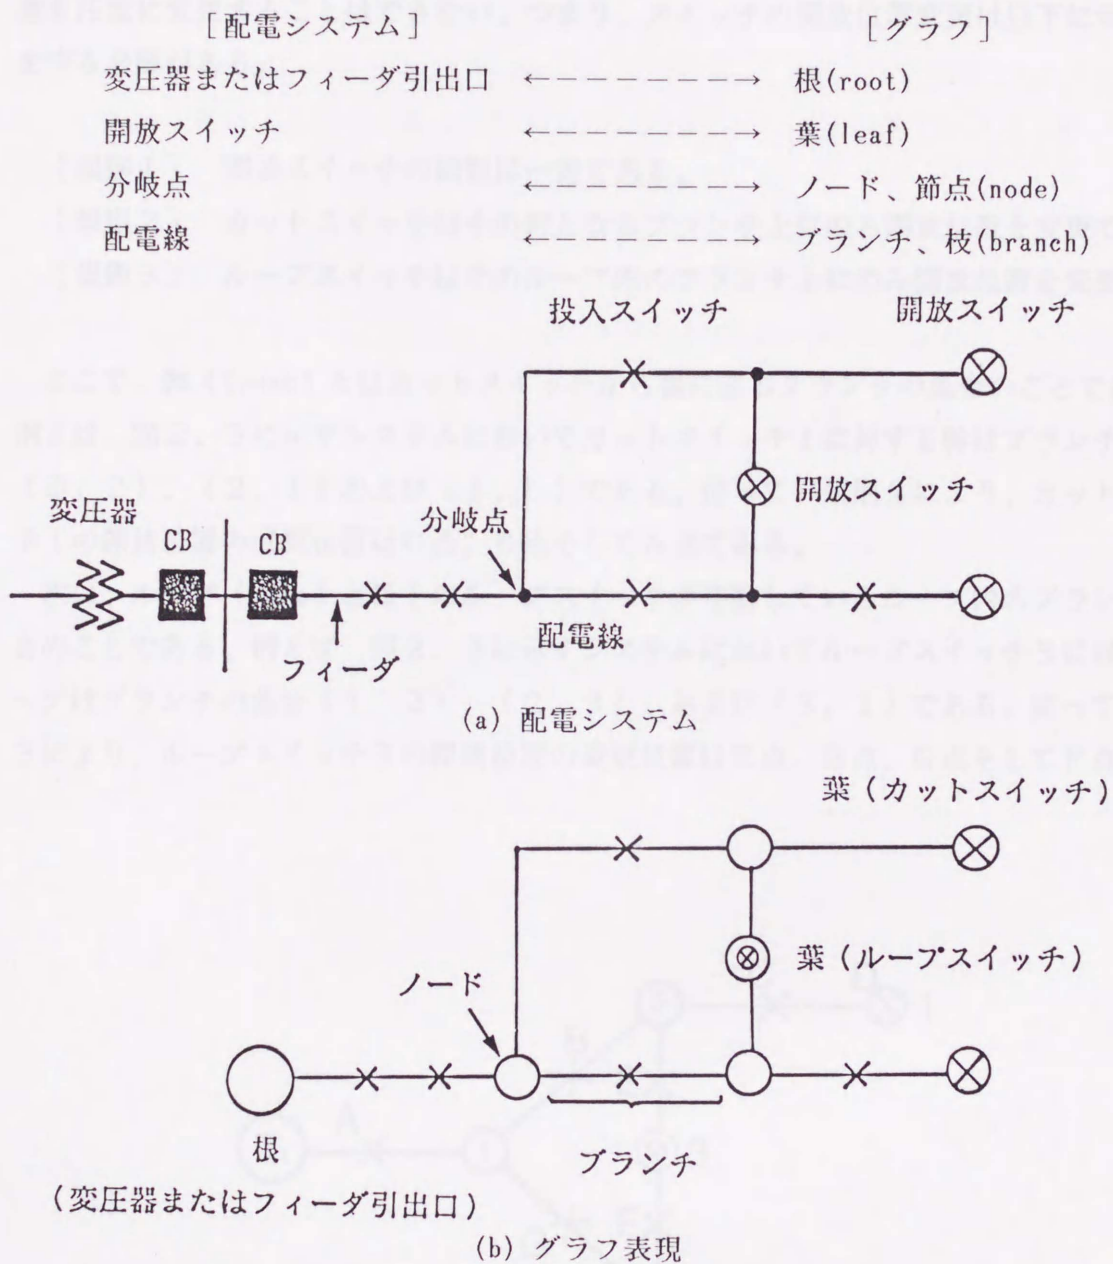 [配電システム] [グラフ]
変圧器またはフィーダ引出口 ←-----→ 根(root)
開放スイッチ ←-----→ 葉(leaf)
分岐点 ←-----→ ノード、節点(node)
配電線 ←-----→ ブランチ、枝(branch)
投入スイッチ 開放スイッチ
開放スイッチ
分岐点
変圧器
CB CB
配電線
フィーダ
(a) 配電システム
葉(カットスイッチ)
葉(ループスイッチ)
ノード
根 ブランチ
(変圧器またはフィーダ引出口)
(b) グラフ表現